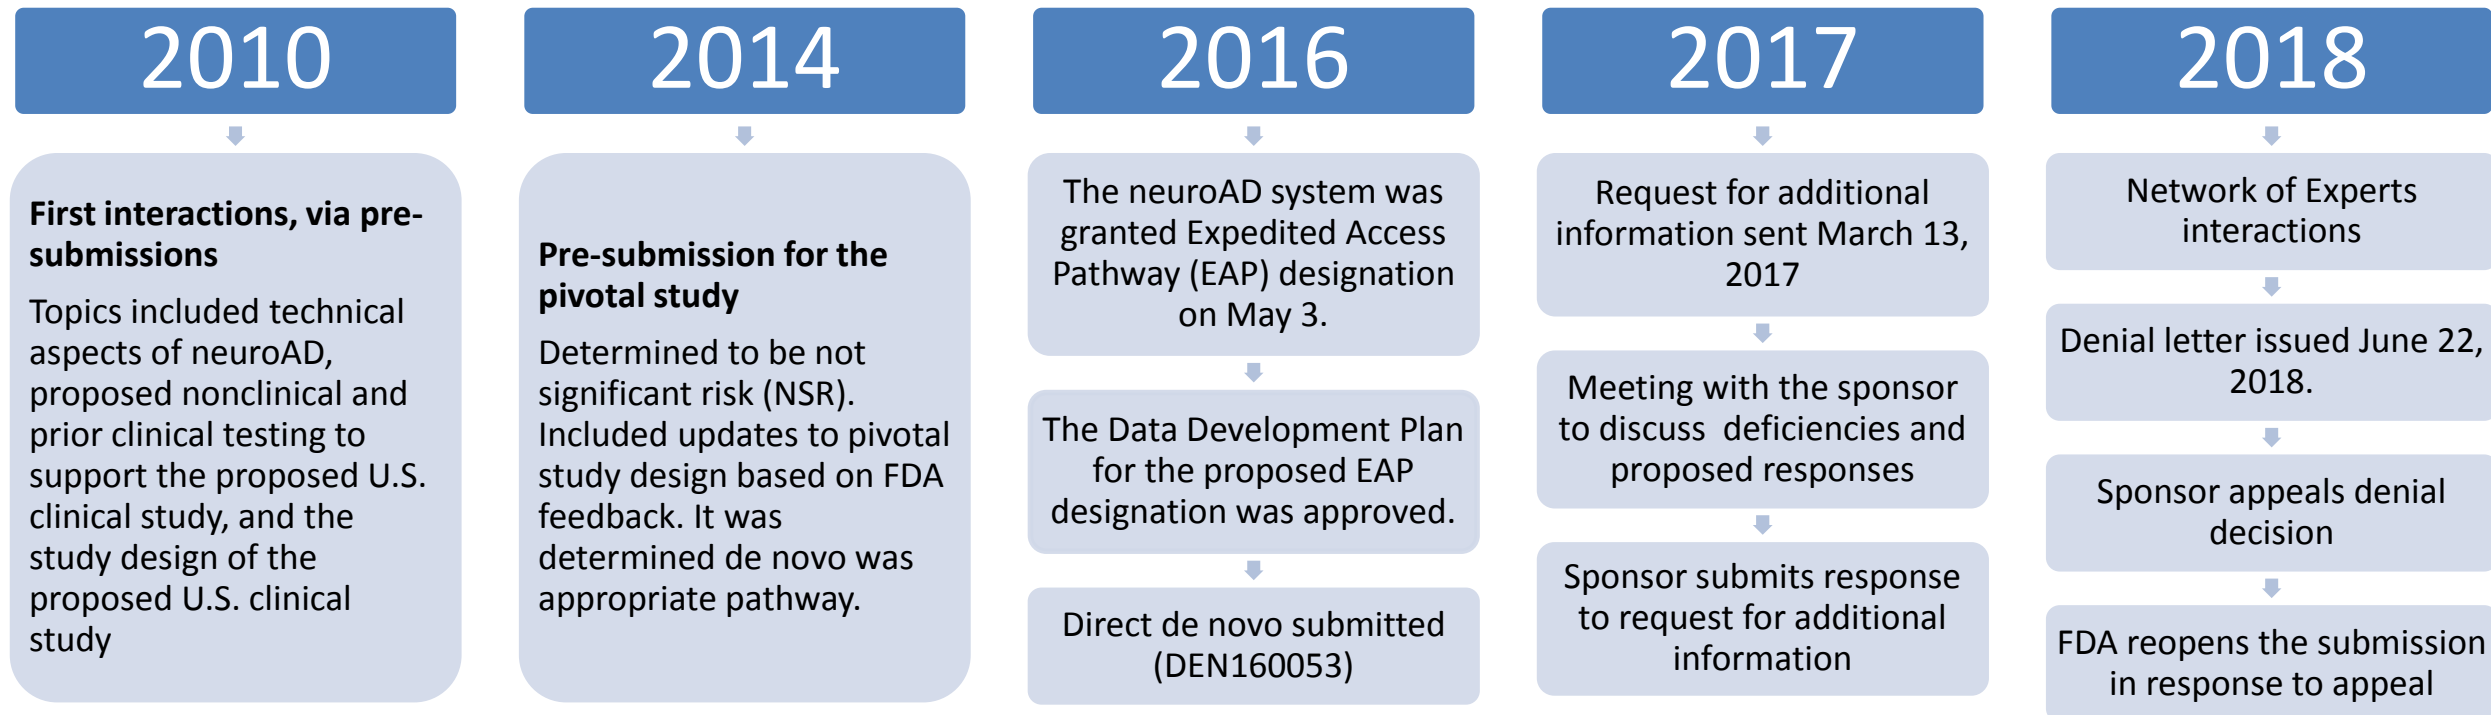 2010
First interactions, via pre-
submissions
Topics included technical
aspects of neuroAD,
proposed nonclinical and
prior clinical testing to
support the proposed U.S.
clinical study, and the
study design of the
proposed U.S. clinical
study
2014
Pre-submission for the
pivotal study
Determined to be not
significant risk (NSR).
Included updates to pivotal
study design based on FDA
feedback. It was
determined de novo was
appropriate pathway.
2016
The neuroAD system was
granted Expedited Access
Pathway (EAP) designation
on May 3.
The Data Development Plan
for the proposed EAP
designation was approved.
Direct de novo submitted
(DEN160053)
2017
Request for additional
information sent March 13,
2017
Meeting with the sponsor
to discuss  deficiencies and
proposed responses
Sponsor submits response
to request for additional
information
2018
Network of Experts
interactions
Denial letter issued June 22,
2018.
Sponsor appeals denial
decision
FDA reopens the submission
in response to appeal